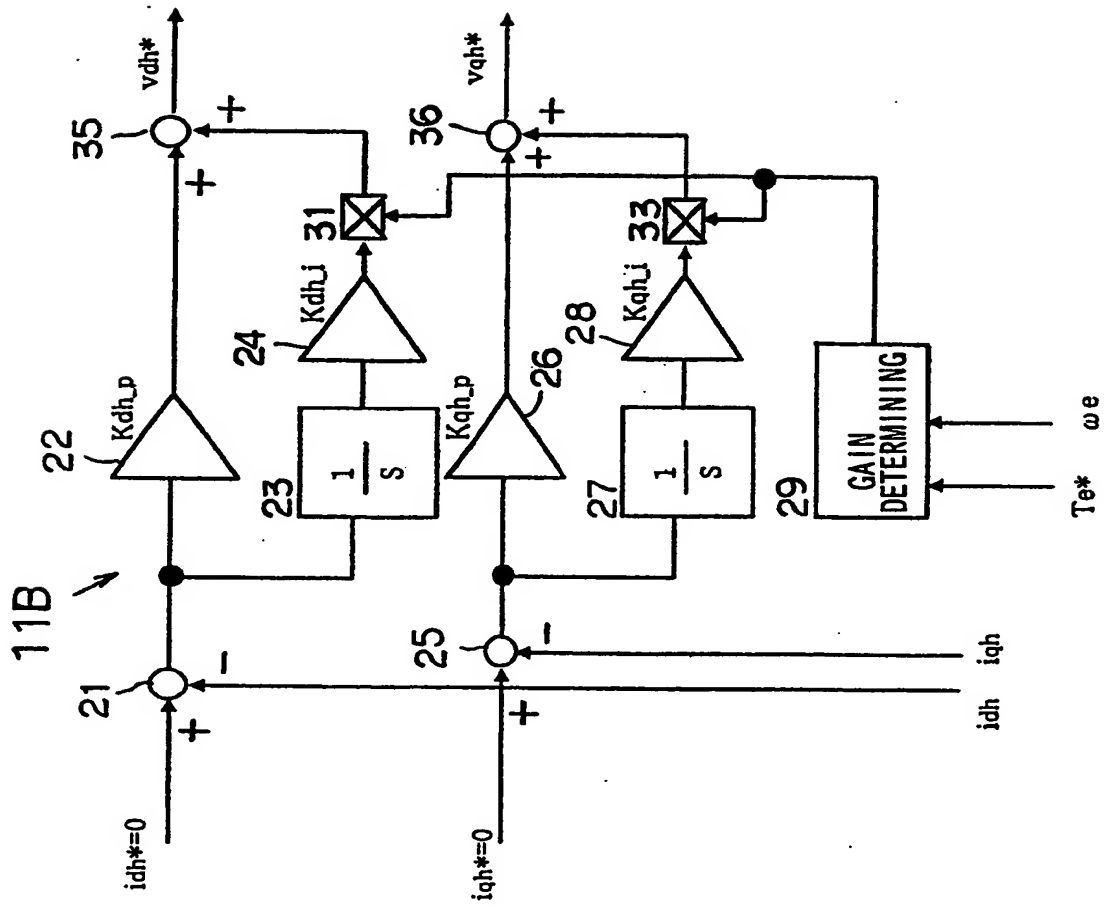 11B
idh*=0
+
21
−
22
Kdh_p
+
35
vdh*
+
23
1
S
24
Kdh_i
31
iqh*=0
+
25
−
26
Kqh_p
+
36
vqh*
+
27
1
S
28
Kqh_i
33
idh
iqh
29
GAIN
DETERMINING
Te*
ωe